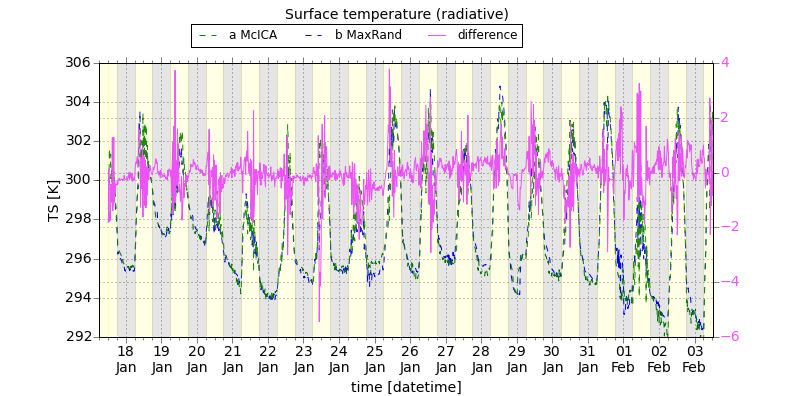 Surface temperature (radiative)
a McICA b MaxRand difference
306 4
304
2
302
300 0
298
-2
296
-4
294
292 -6
TS [K]
18 19 20 21 22 23 24 25 26 27 28 29 30 31 01 02 03
Jan Jan Jan Jan Jan Jan Jan Jan Jan Jan Jan Jan Jan Jan Feb Feb Feb
time [datetime]